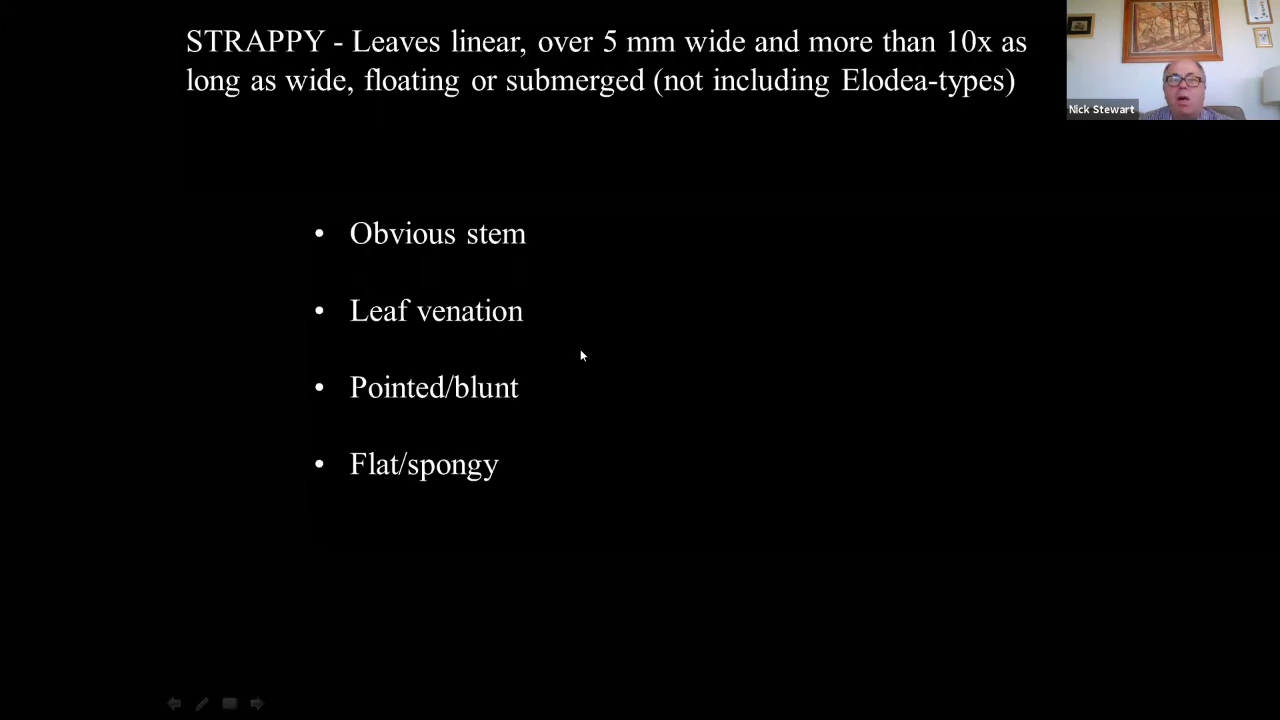 STRAPPY - Leaves linear, over 5 mm wide and more than 10x as
long as wide, floating or submerged (not including Elodea-types)
Nick Stewart
• Obvious stem
• Leaf venation
• Pointed/blunt
• Flat/spongy